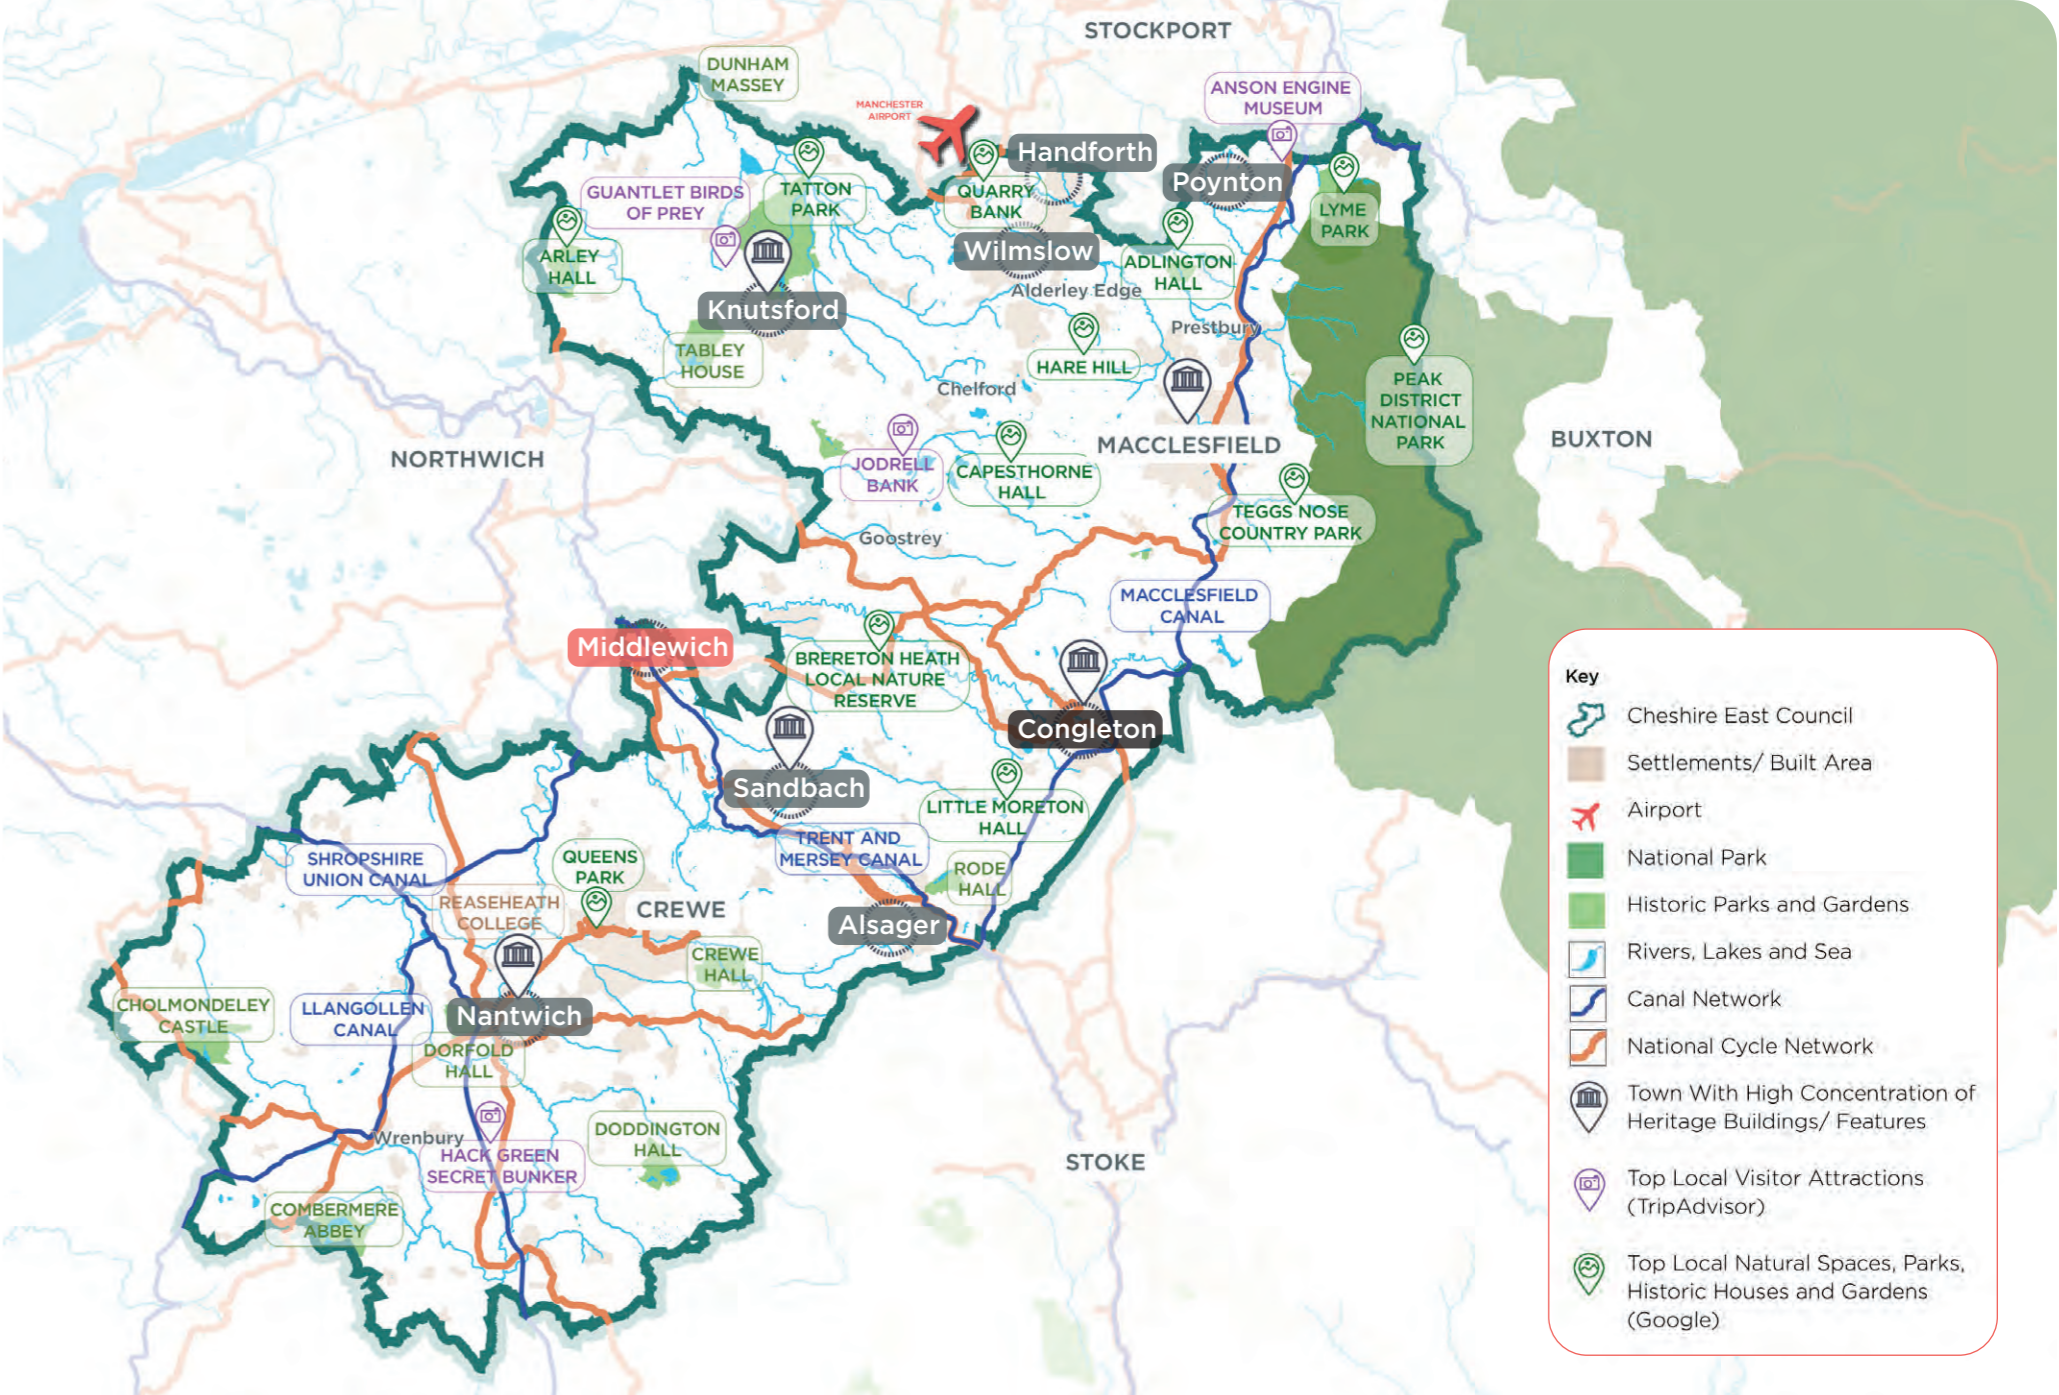 STOCKPORT
DUNHAM
MASSEY
ANSON ENGINE
MUSEUM
MANCHESTER
AIRPORT
Handforth
Poynton
GUANTLET BIRDS
OF PREY
TATTON
PARK
QUARRY
BANK
LYME
PARK
ARLEY
HALL
Wilmslow
ADLINGTON
HALL
Alderley Edge
Knutsford
Prestbury
TABLEY
HOUSE
HARE HILL
Chelford
PEAK
DISTRICT
NATIONAL
PARK
NORTHWICH
MACCLESFIELD
BUXTON
JODRELL
BANK
CAPESTHORNE
HALL
TEGGS NOSE
COUNTRY PARK
Goostrey
MACCLESFIELD
CANAL
Middlewich
BRERETON HEATH
LOCAL NATURE
RESERVE
Congleton
Sandbach
LITTLE MORETON
HALL
TRENT AND
MERSEY CANAL
SHROPSHIRE
UNION CANAL
QUEENS
PARK
RODE
HALL
REASEHEATH
COLLEGE
CREWE
Alsager
CREWE
HALL
CHOLMONDELEY
CASTLE
LLANGOLLEN
CANAL
Nantwich
DORFOLD
HALL
Wrenbury
HACK GREEN
SECRET BUNKER
DODDINGTON
HALL
STOKE
COMBERMERE
ABBEY
Key
Cheshire East Council
Settlements/ Built Area
Airport
National Park
Historic Parks and Gardens
Rivers, Lakes and Sea
Canal Network
National Cycle Network
Town With High Concentration of
Heritage Buildings/ Features
Top Local Visitor Attractions
(TripAdvisor)
Top Local Natural Spaces, Parks,
Historic Houses and Gardens
(Google)